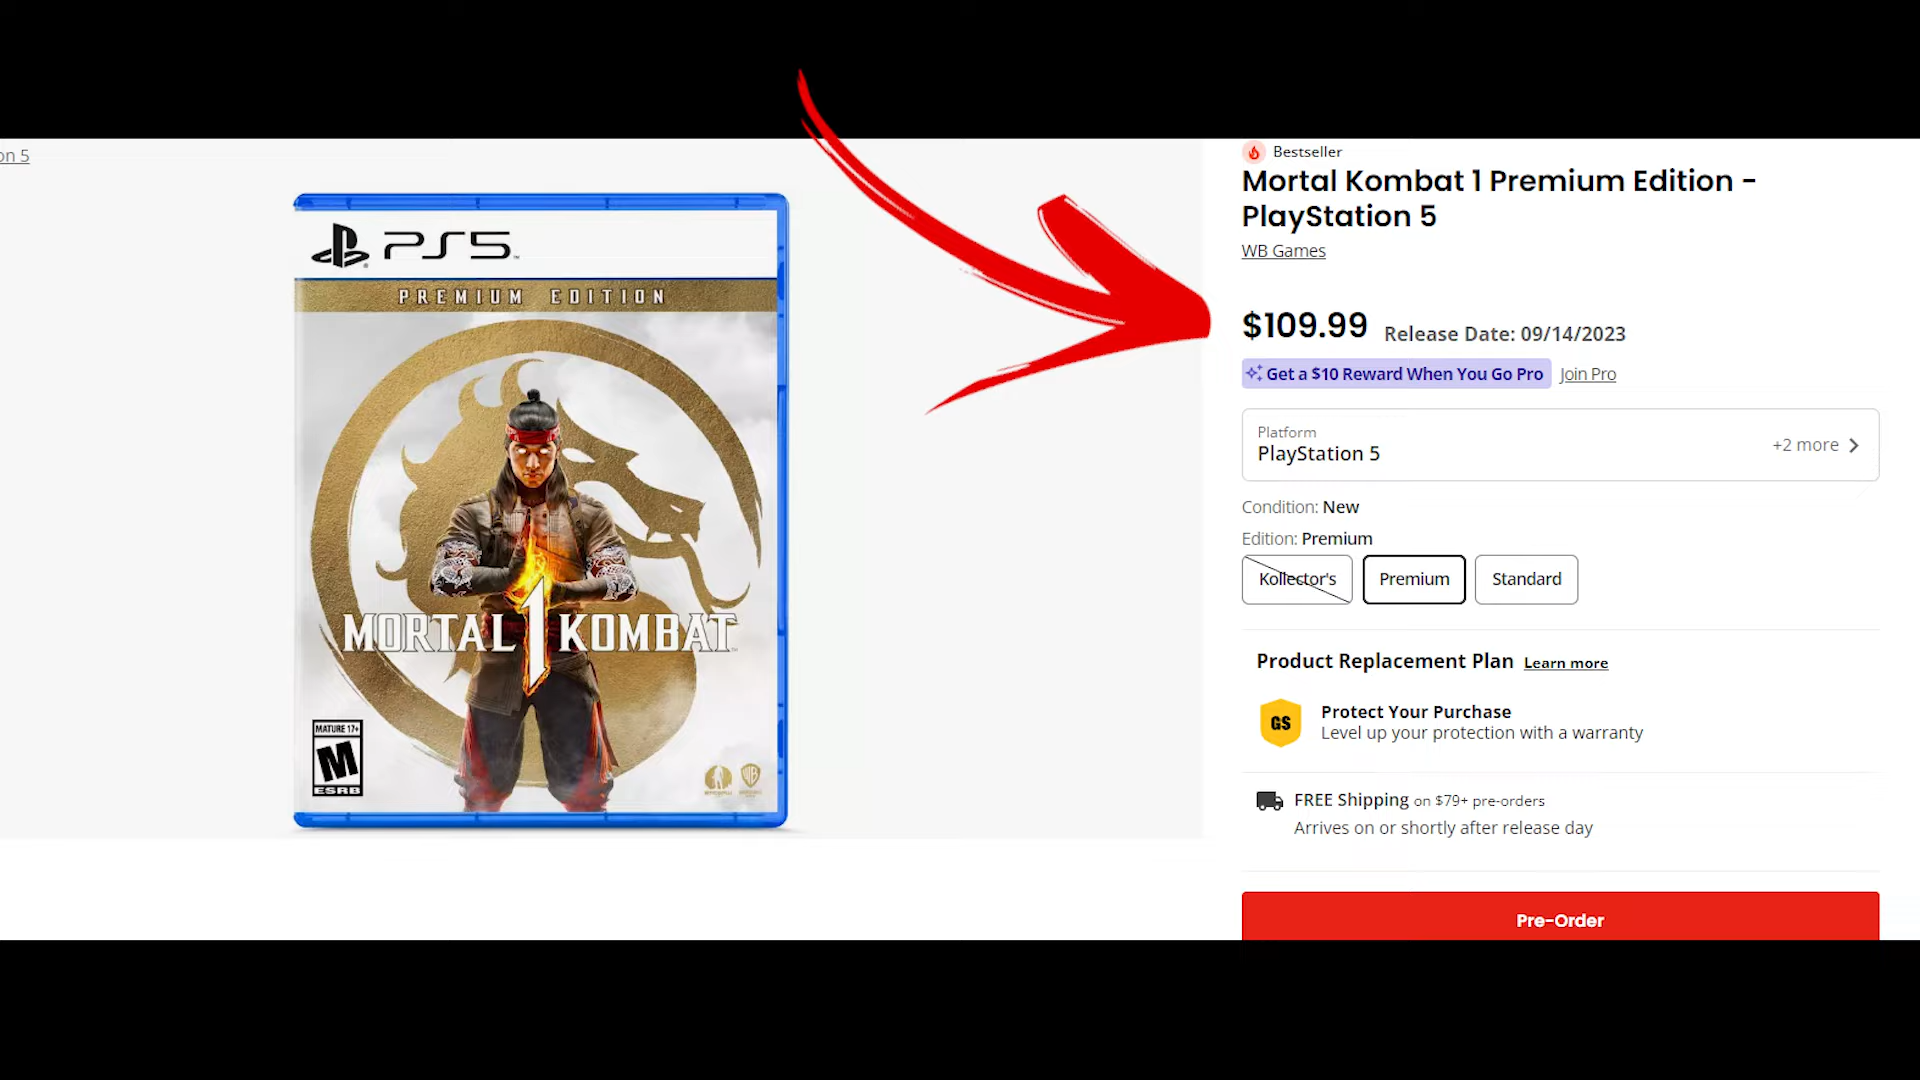 on 5
PS5
PREMIUM EDITION
MORTAL 1 KOMBAT
MATURE 17+
M
ESRB
Bestseller
Mortal Kombat 1 Premium Edition -
PlayStation 5
WB Games
$109.99 Release Date: 09/14/2023
Get a $10 Reward When You Go Pro Join Pro
Platform
PlayStation 5
+2 more
Condition: New
Edition: Premium
Kollector's Premium Standard
Product Replacement Plan Learn more
GS
Protect Your Purchase
Level up your protection with a warranty
FREE Shipping on $79+ pre-orders
Arrives on or shortly after release day
Pre-Order